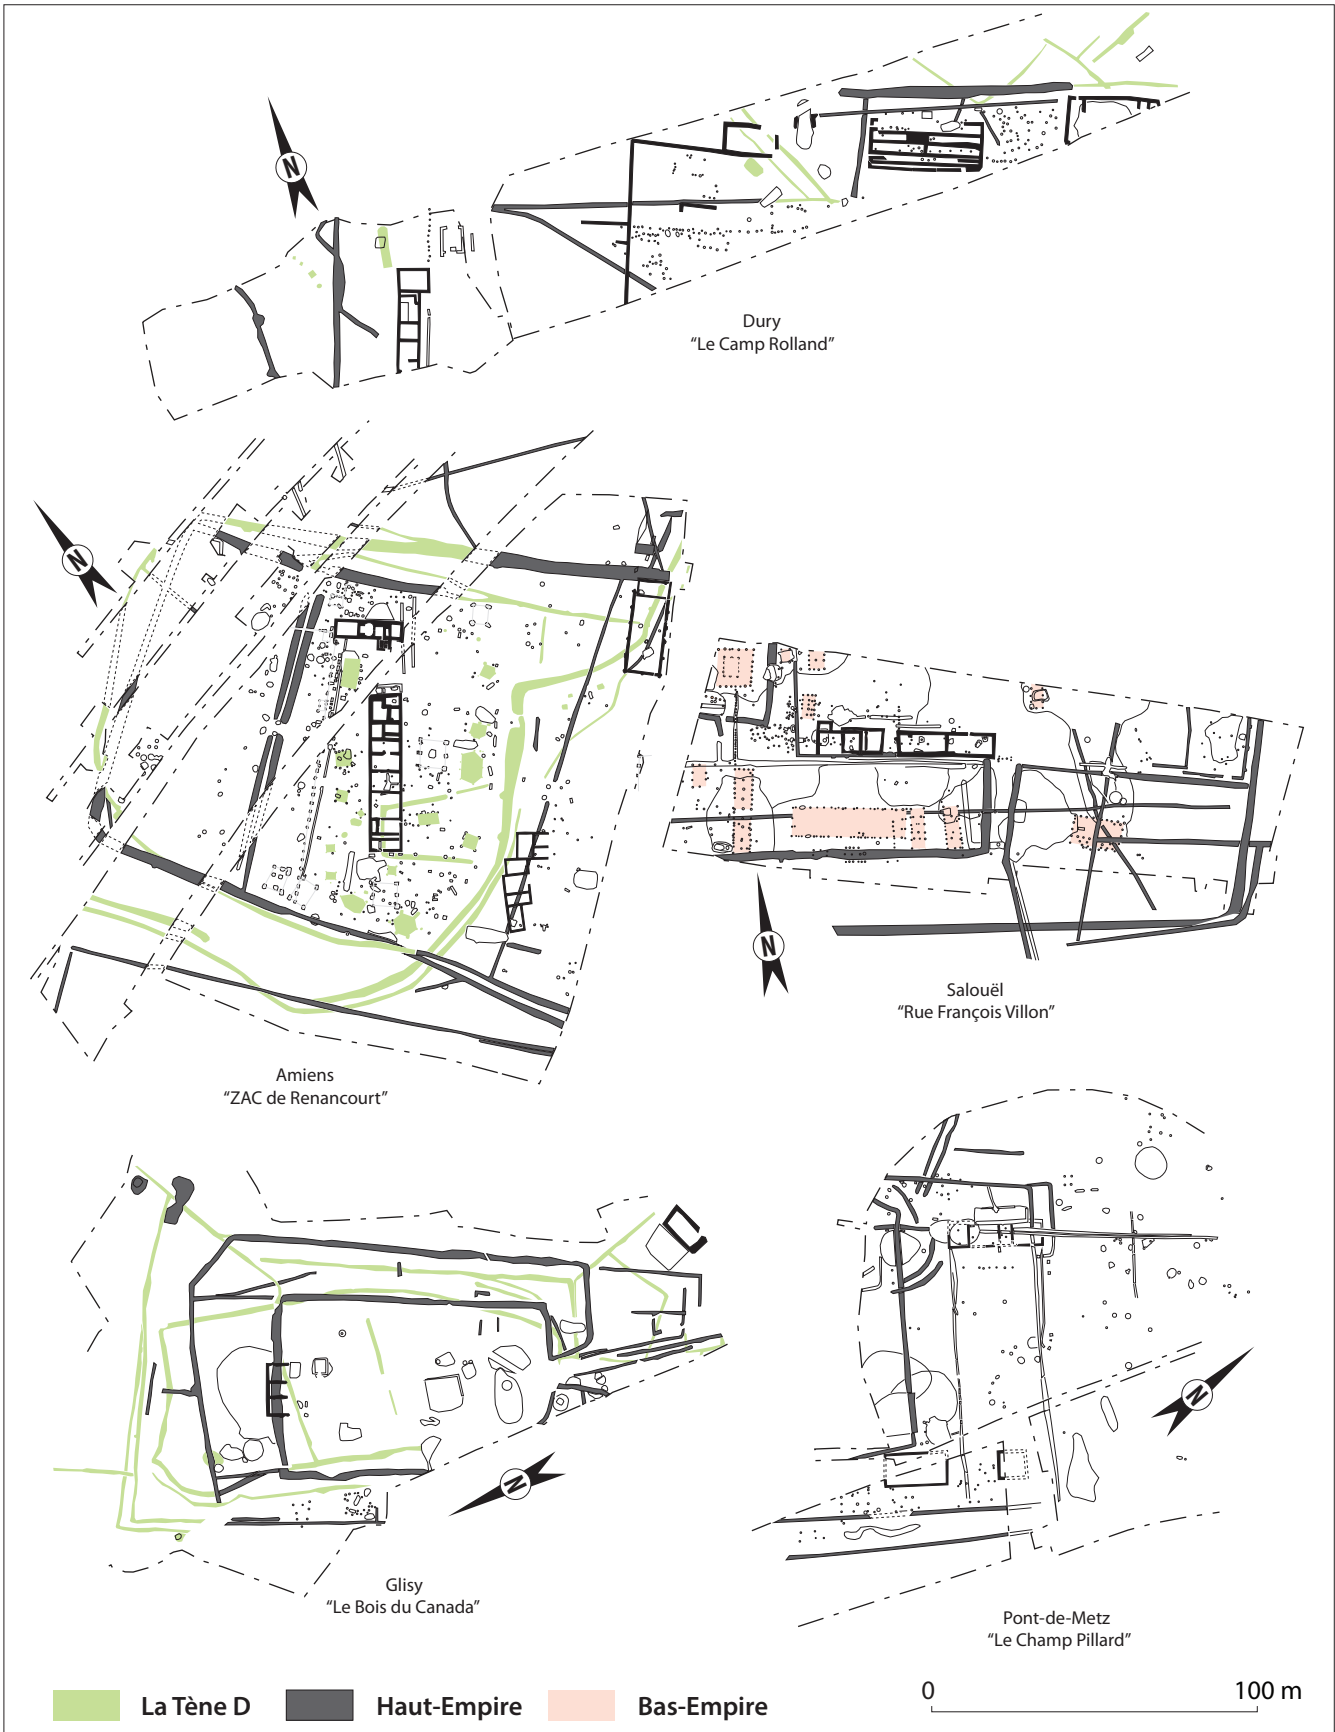 N
Dury
“Le Camp Rolland”
N
Amiens
“ZAC de Renancourt”
N
Salouël
“Rue François Villon”
N
Glisy
“Le Bois du Canada”
N
Pont-de-Metz
“Le Champ Pillard”
La Tène D
Haut-Empire
Bas-Empire
0 100 m